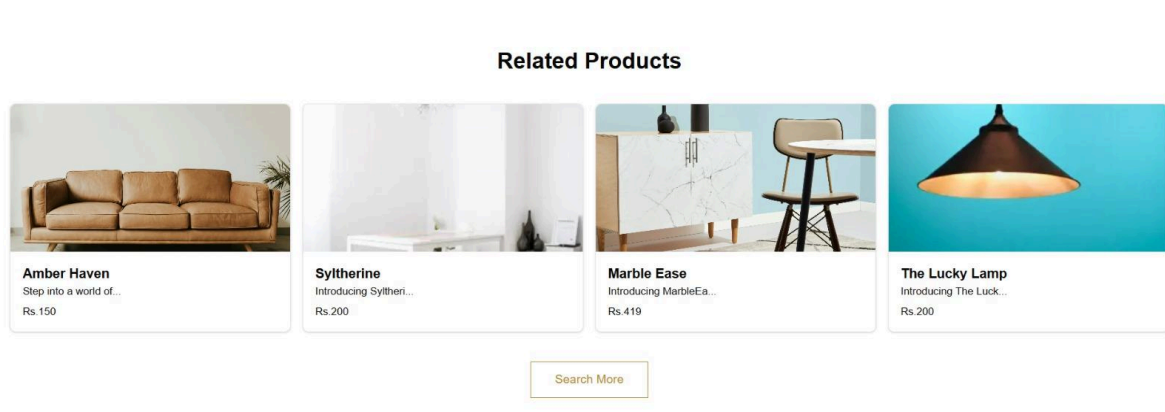 Related Products
Amber Haven
Step into a world of...
Rs.150
Syltherine
Introducing Syltheri...
Rs.200
Marble Ease
Introducing MarbleEa...
Rs.419
The Lucky Lamp
Introducing The Luck...
Rs.200
Search More